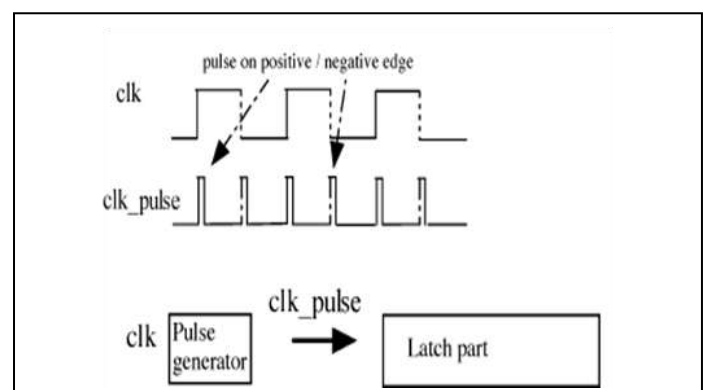 pulse on positive / negative edge
clk
clk_pulse
clk_pulse
clk
Pulse
generator
Latch part